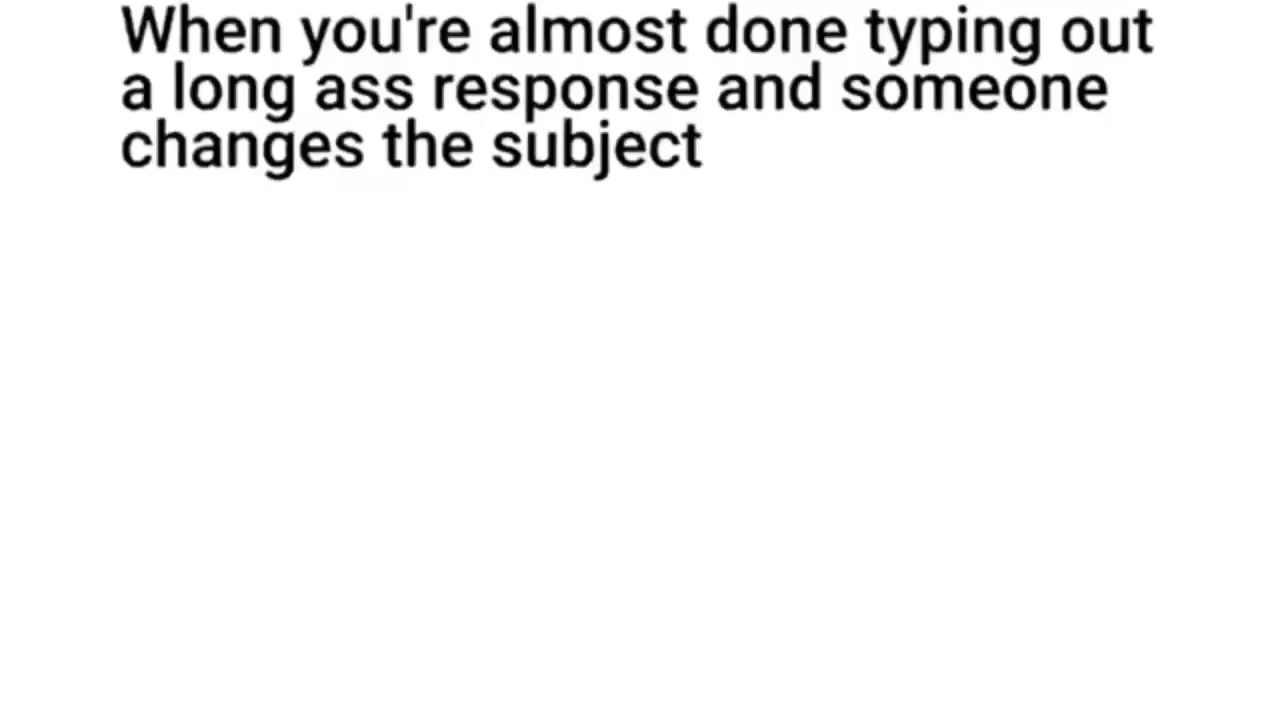 When you're almost done typing out
a long ass response and someone
changes the subject